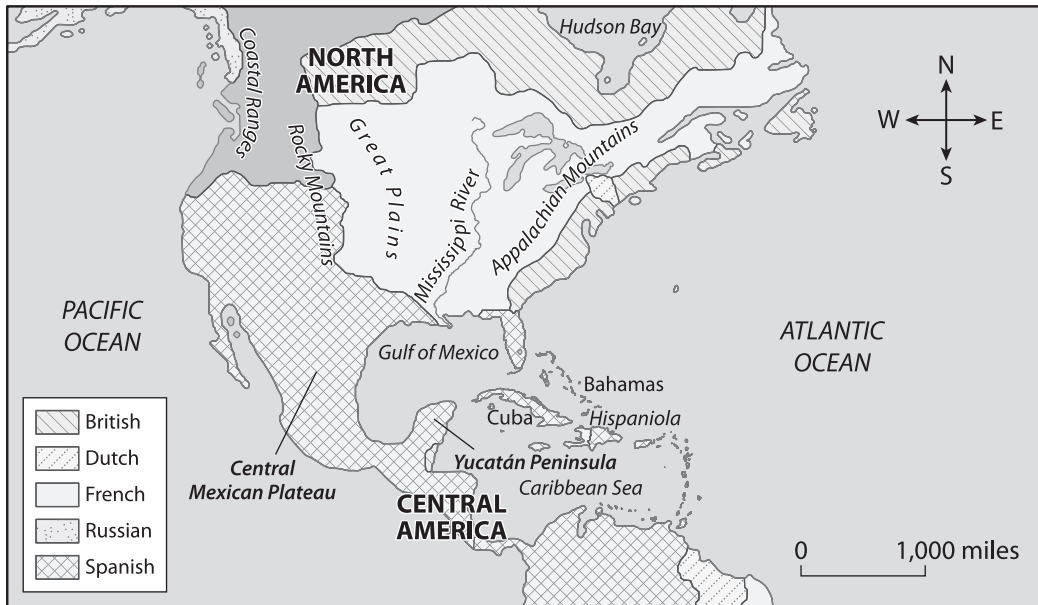 Hudson Bay
Coastal Ranges
NORTH
AMERICA
N
W
E
S
Rocky Mountains
Great Plains
Mississippi River
Appalachian Mountains
PACIFIC
OCEAN
ATLANTIC
OCEAN
Gulf of Mexico
Bahamas
Cuba
Hispaniola
Yucatán Peninsula
Caribbean Sea
Central
Mexican Plateau
CENTRAL
AMERICA
British
Dutch
French
Russian
Spanish
0
1,000 miles